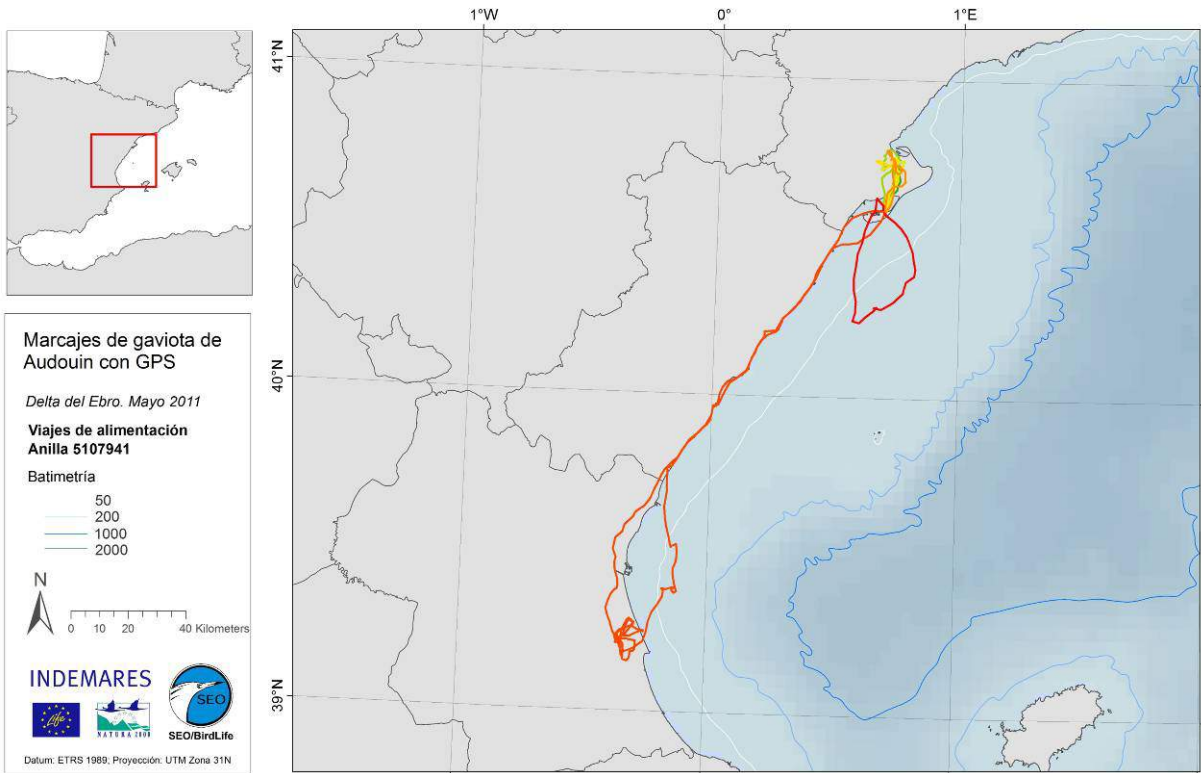 1°W
0°
1°E
41°N
40°N
39°N
Marcajes de gaviota de
Audouin con GPS
Delta del Ebro. Mayo 2011
Viajes de alimentación
Anilla 5107941
Batimetría
50
200
1000
2000
N
0 10 20 40 Kilometers
INDEMARES
Life
NATURA 2000
SEO
SEO/BirdLife
Datum: ETRS 1989; Proyección: UTM Zona 31N